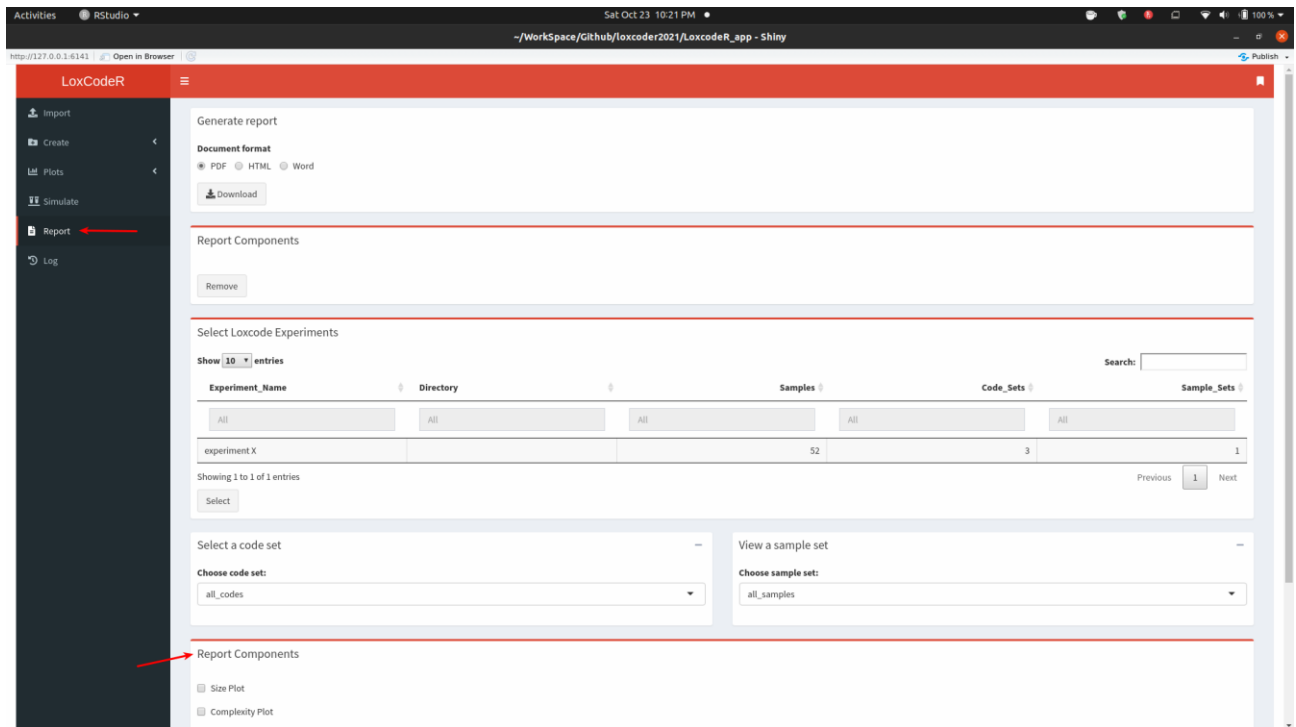 Activities RStudio Sat Oct 23 10:21 PM 100 %
~/WorkSpace/Github/loxcoder2021/LoxcodeR_app - Shiny
http://127.0.0.1:6141 Open in Browser Publish
LoxCodeR
Import
Create
Plots
Simulate
Report
Log
Generate report
Document format
PDF HTML Word
Download
Report Components
Remove
Select Loxcode Experiments
Show 10 entries Search:
Experiment_Name Directory Samples Code_Sets Sample_Sets
All All All All All
experiment X 52 3 1
Showing 1 to 1 of 1 entries Previous 1 Next
Select
Select a code set
Choose code set:
all_codes
View a sample set
Choose sample set:
all_samples
Report Components
Size Plot
Complexity Plot